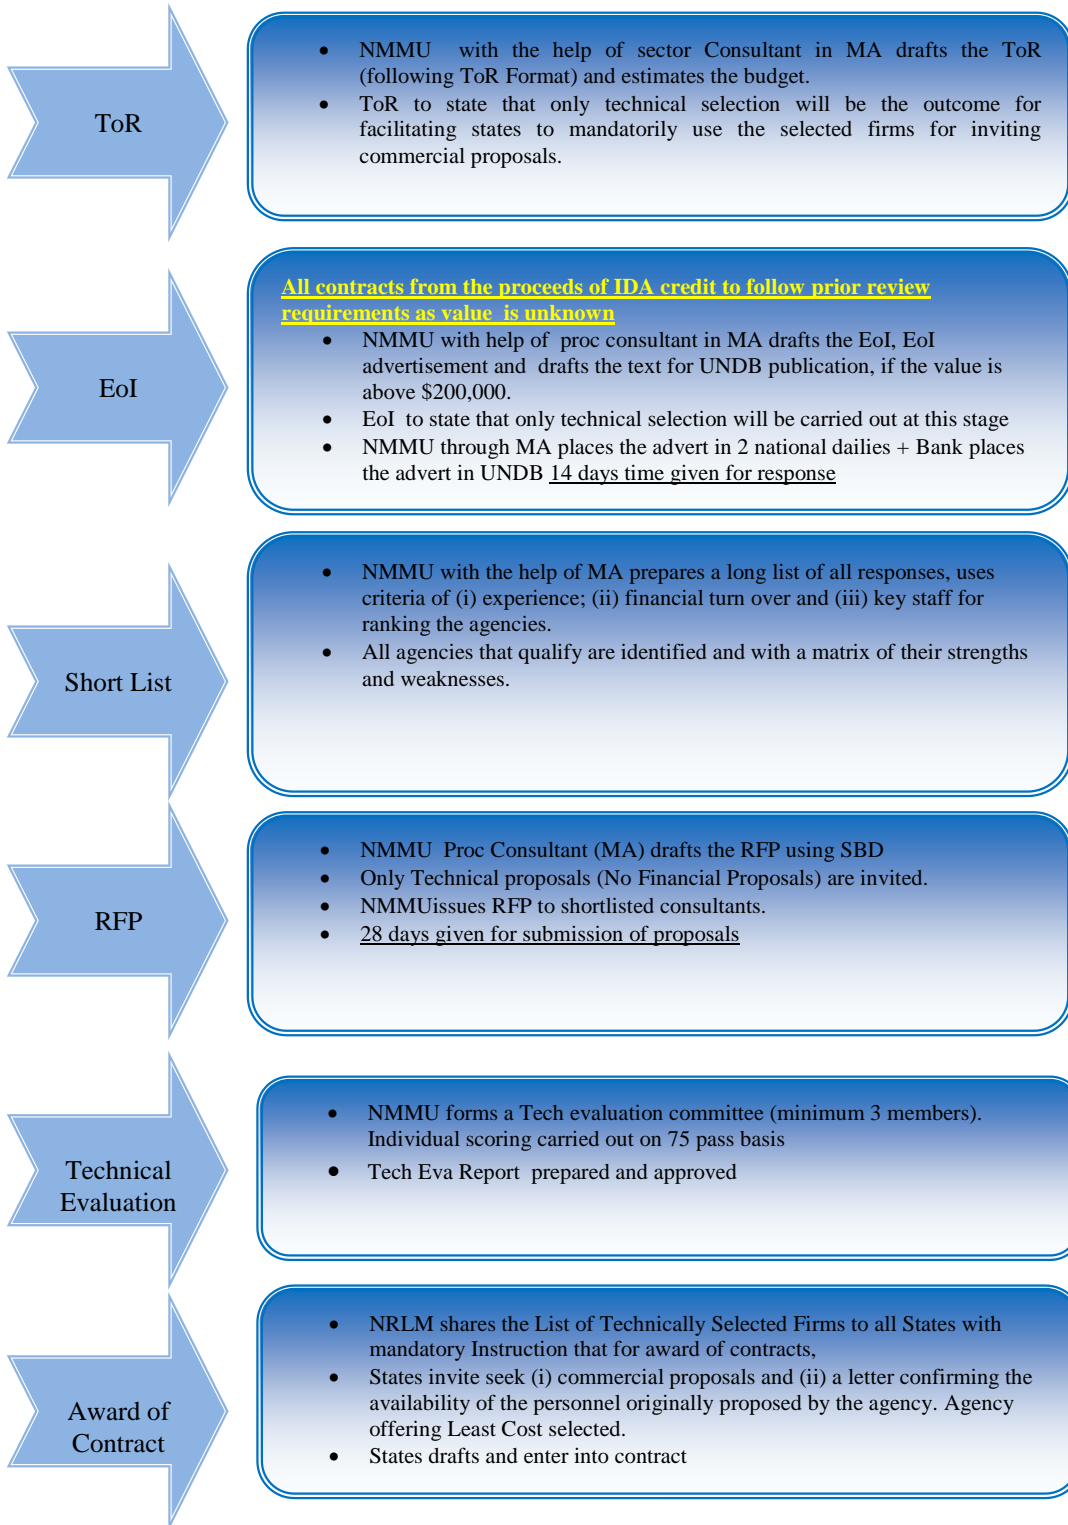 ToR
• NMMU with the help of sector Consultant in MA drafts the ToR
(following ToR Format) and estimates the budget.
• ToR to state that only technical selection will be the outcome for
facilitating states to mandatorily use the selected firms for inviting
commercial proposals.
EoI
All contracts from the proceeds of IDA credit to follow prior review
requirements as value is unknown
• NMMU with help of proc consultant in MA drafts the EoI, EoI
advertisement and drafts the text for UNDB publication, if the value is
above $200,000.
• EoI to state that only technical selection will be carried out at this stage
• NMMU through MA places the advert in 2 national dailies + Bank places
the advert in UNDB 14 days time given for response
Short List
• NMMU with the help of MA prepares a long list of all responses, uses
criteria of (i) experience; (ii) financial turn over and (iii) key staff for
ranking the agencies.
• All agencies that qualify are identified and with a matrix of their strengths
and weaknesses.
RFP
• NMMU Proc Consultant (MA) drafts the RFP using SBD
• Only Technical proposals (No Financial Proposals) are invited.
• NMMUissues RFP to shortlisted consultants.
• 28 days given for submission of proposals
Technical
Evaluation
• NMMU forms a Tech evaluation committee (minimum 3 members).
Individual scoring carried out on 75 pass basis
• Tech Eva Report prepared and approved
Award of
Contract
• NRLM shares the List of Technically Selected Firms to all States with
mandatory Instruction that for award of contracts,
• States invite seek (i) commercial proposals and (ii) a letter confirming the
availability of the personnel originally proposed by the agency. Agency
offering Least Cost selected.
• States drafts and enter into contract